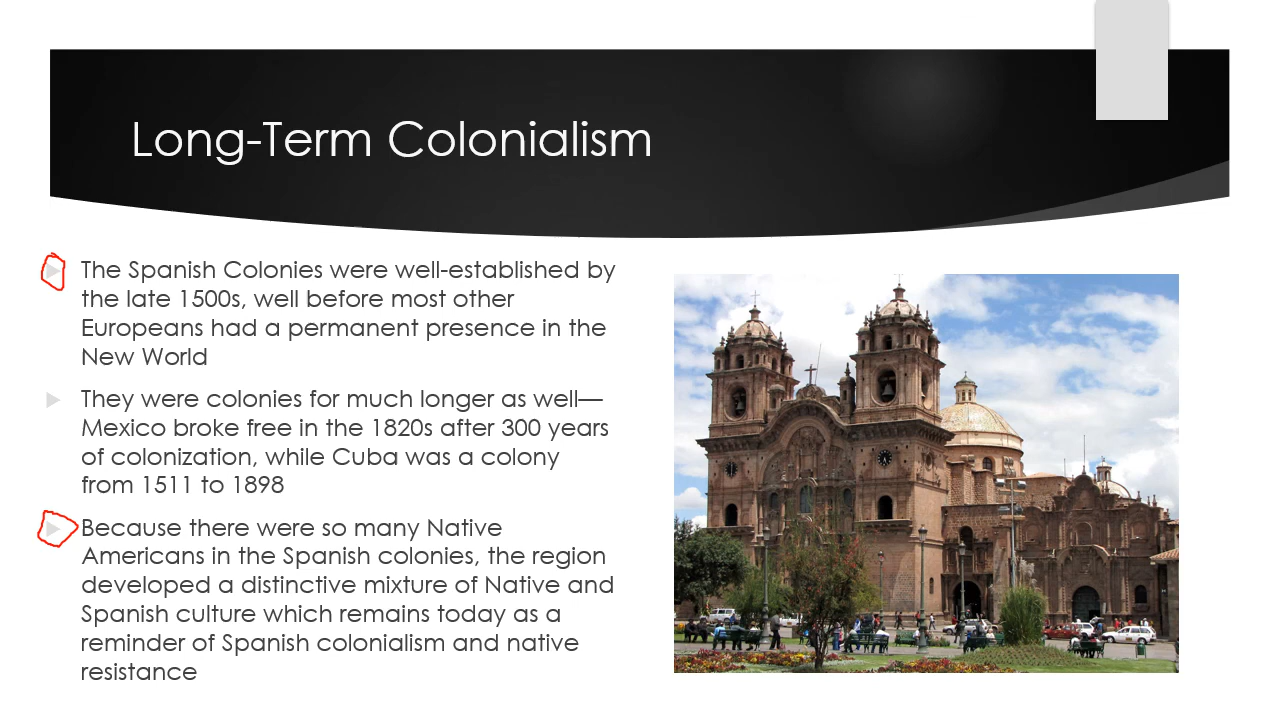 Long-Term Colonialism
The Spanish Colonies were well-established by
the late 1500s, well before most other
Europeans had a permanent presence in the
New World
They were colonies for much longer as well—
Mexico broke free in the 1820s after 300 years
of colonization, while Cuba was a colony
from 1511 to 1898
Because there were so many Native
Americans in the Spanish colonies, the region
developed a distinctive mixture of Native and
Spanish culture which remains today as a
reminder of Spanish colonialism and native
resistance